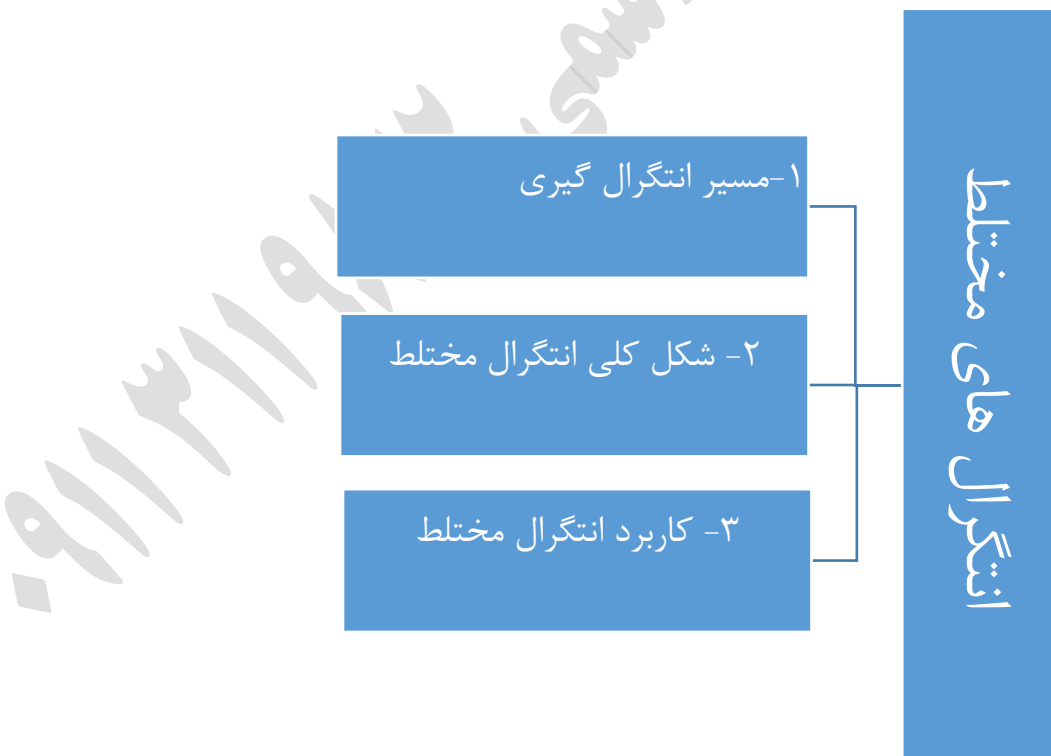 انتگرال های مختلط
۱-مسیر انتگرال گیری
۲- شکل کلی انتگرال مختلط
۳- کاربرد انتگرال مختلط